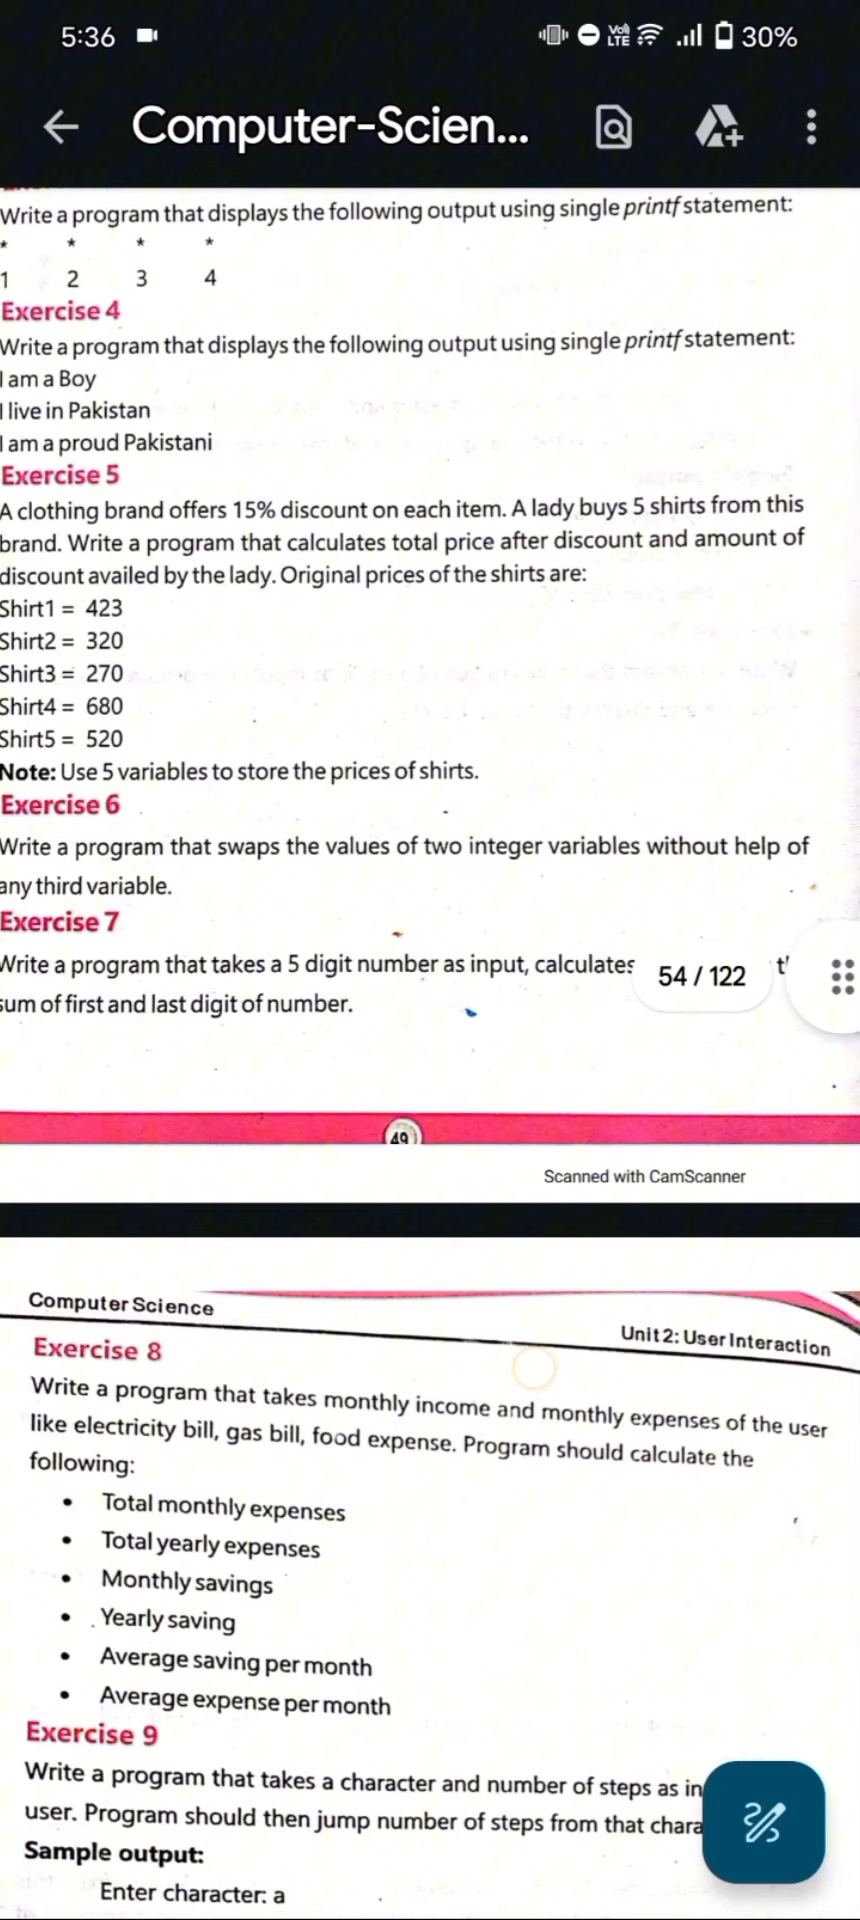 5:36
Vo) LTE 30%
Computer-Scien...
Write a program that displays the following output using single printf statement:
* * * *
1 2 3 4
Exercise 4
Write a program that displays the following output using single printf statement:
I am a Boy
I live in Pakistan
I am a proud Pakistani
Exercise 5
A clothing brand offers 15% discount on each item. A lady buys 5 shirts from this
brand. Write a program that calculates total price after discount and amount of
discount availed by the lady. Original prices of the shirts are:
Shirt1 = 423
Shirt2 = 320
Shirt3 = 270
Shirt4 = 680
Shirt5 = 520
Note: Use 5 variables to store the prices of shirts.
Exercise 6
Write a program that swaps the values of two integer variables without help of
any third variable.
Exercise 7
Write a program that takes a 5 digit number as input, calculates
54 / 122
sum of first and last digit of number.
49
Scanned with CamScanner
Computer Science
Unit 2: User Interaction
Exercise 8
Write a program that takes monthly income and monthly expenses of the user
like electricity bill, gas bill, food expense. Program should calculate the
following:
• Total monthly expenses
• Total yearly expenses
• Monthly savings
• Yearly saving
• Average saving per month
• Average expense per month
Exercise 9
Write a program that takes a character and number of steps as in
user. Program should then jump number of steps from that chara
Sample output:
Enter character: a